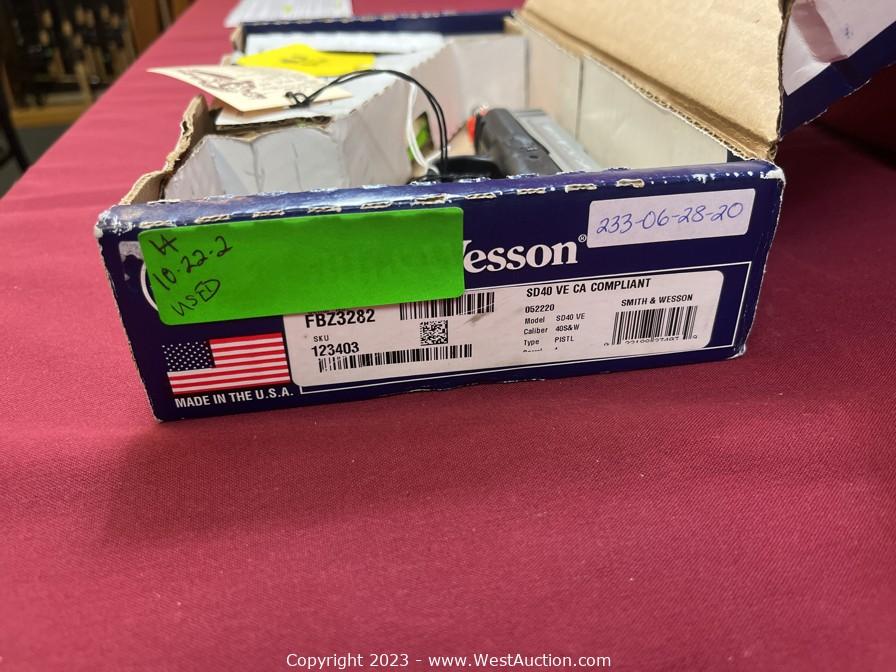 H
10-22-2
USED
Wesson®
233-06-28-20
FBZ3282
SKU
123403
SD40 VE CA COMPLIANT
052220
Model SD40 VE
Caliber 40S&W
Type PISTL
SMITH & WESSON
MADE IN THE U.S.A.
Copyright 2023 - www.WestAuction.com